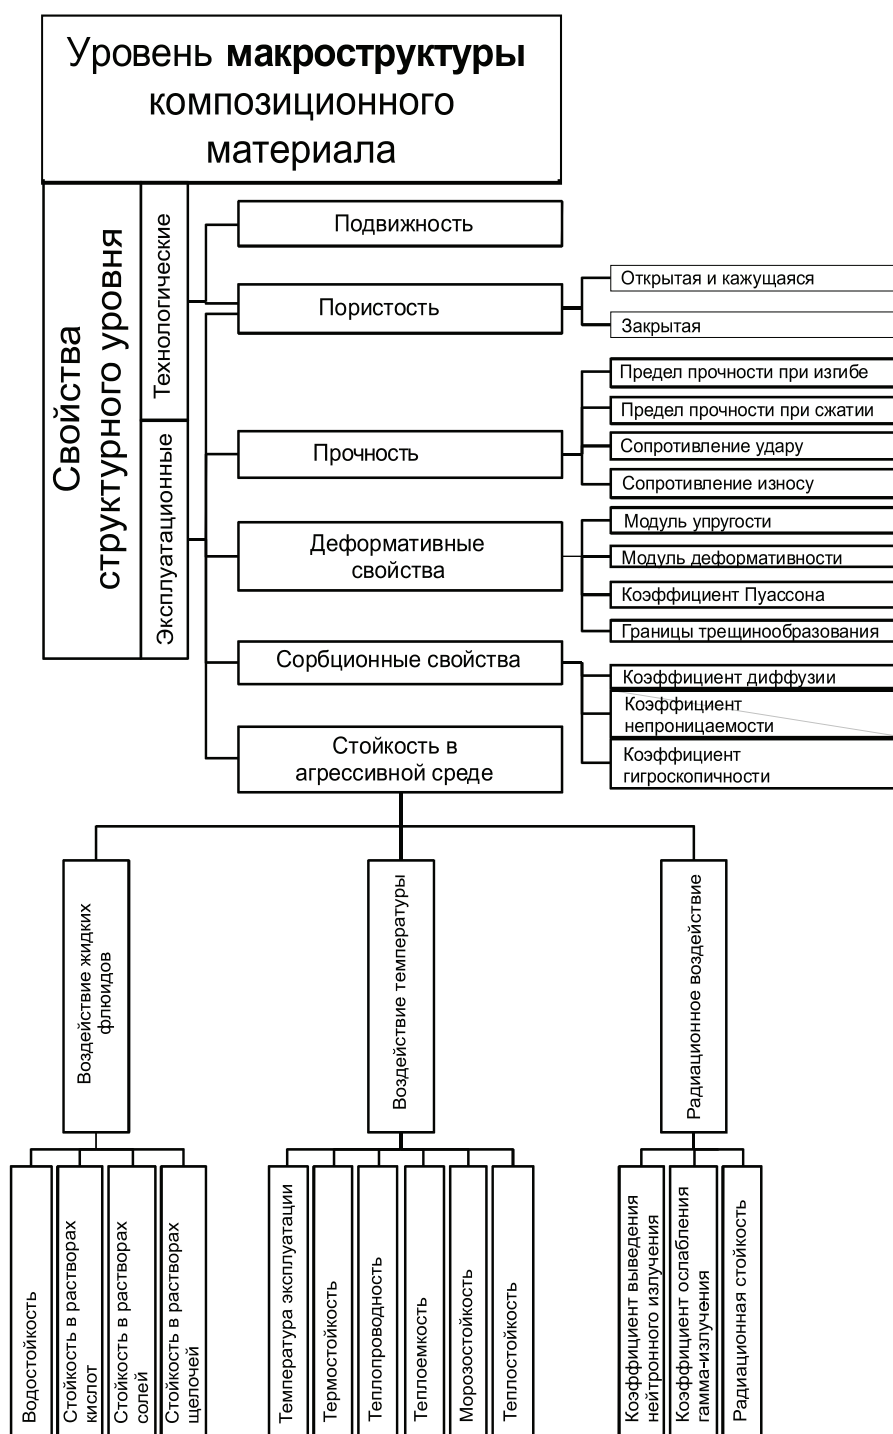 Уровень макроструктуры
композиционного
материала
Свойства
структурного уровня
Технологические
Эксплуатационные
Подвижность
Пористость
Открытая и кажущаяся
Закрытая
Прочность
Предел прочности при изгибе
Предел прочности при сжатии
Сопротивление удару
Сопротивление износу
Деформативные
свойства
Модуль упругости
Модуль деформативности
Коэффициент Пуассона
Границы трещинообразования
Сорбционные свойства
Коэффициент диффузии
Коэффициент
непроницаемости
Коэффициент
гигроскопичности
Стойкость в
агрессивной среде
Воздействие жидких
флюидов
Воздействие температуры
Радиационное воздействие
Водостойкость
Стойкость в растворах
кислот
Стойкость в растворах
солей
Стойкость в растворах
щелочей
Температура эксплуатации
Термостойкость
Теплопроводность
Теплоемкость
Морозостойкость
Теплостойкость
Коэффициент выведения
нейтронного излучения
Коэффициент ослабления
гамма-излучения
Радиационная стойкость